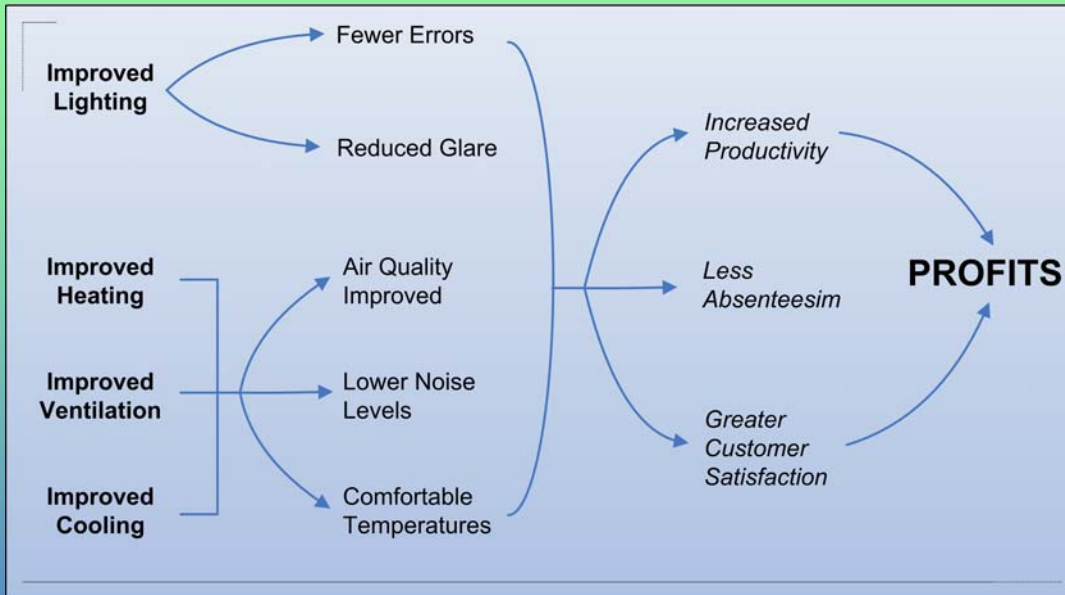 Improved
Lighting
Fewer Errors
Reduced Glare
Improved
Heating
Improved
Ventilation
Improved
Cooling
Air Quality
Improved
Lower Noise
Levels
Comfortable
Temperatures
Increased
Productivity
Less
Absenteesim
Greater
Customer
Satisfaction
PROFITS